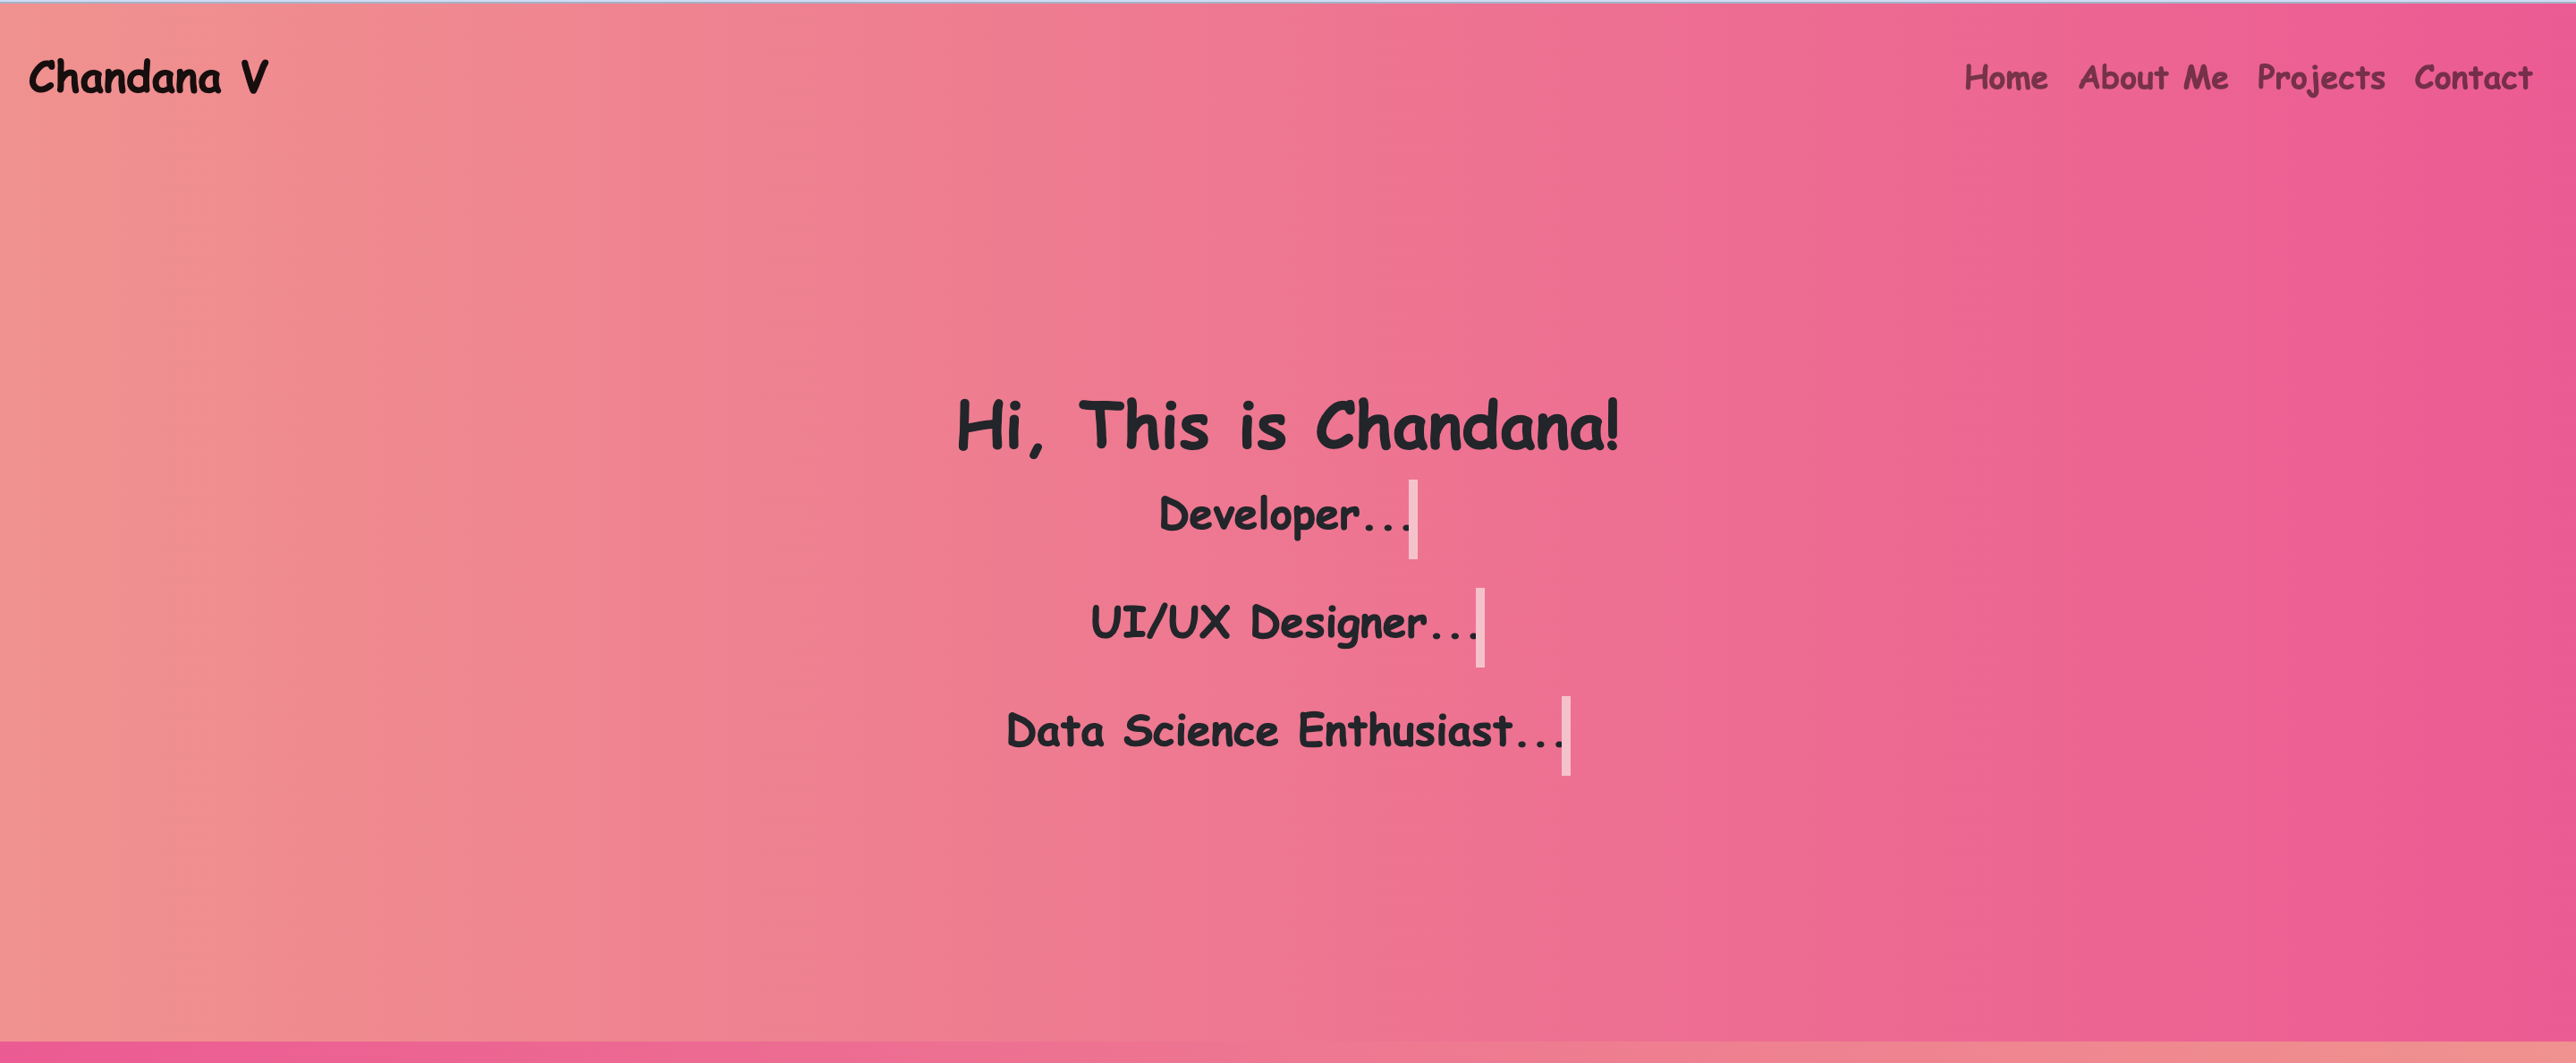 Chandana V
Home About Me Projects Contact
Hi, This is Chandana!
Developer...
UI/UX Designer...
Data Science Enthusiast...